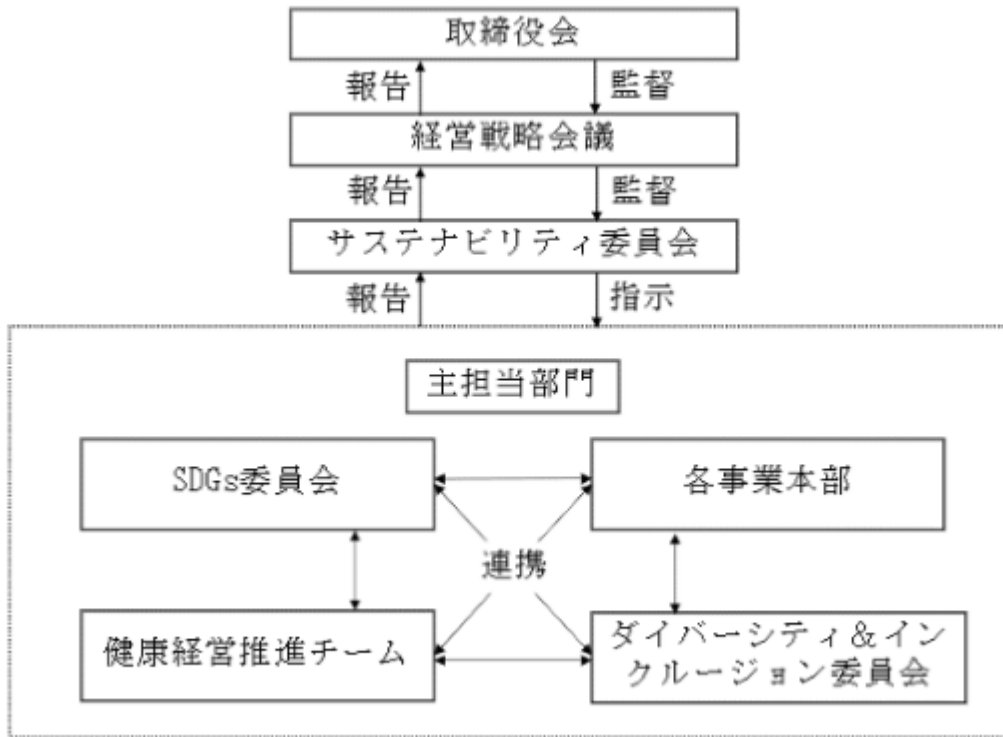 取締役会
報告
監督
経営戦略会議
報告
監督
サステナビリティ委員会
報告
指示
主担当部門
SDGs委員会
各事業本部
連携
健康経営推進チーム
ダイバーシティ&イン
クルージョン委員会